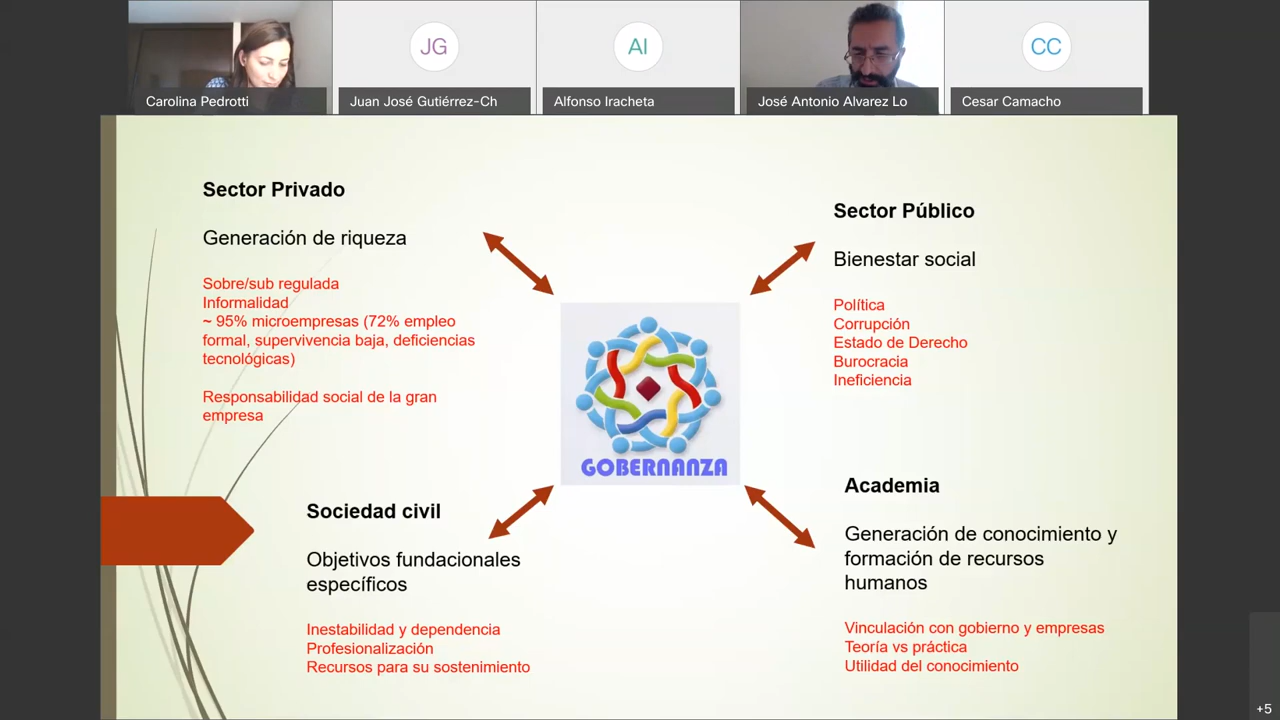 JG
AI
CC
Carolina Pedrotti
Juan José Gutiérrez-Ch
Alfonso Iracheta
José Antonio Alvarez Lo
Cesar Camacho
Sector Privado
Generación de riqueza
Sobre/sub regulada
Informalidad
~ 95% microempresas (72% empleo
formal, supervivencia baja, deficiencias
tecnológicas)
Responsabilidad social de la gran
empresa
Sector Público
Bienestar social
Política
Corrupción
Estado de Derecho
Burocracia
Ineficiencia
GOBERNANZA
Sociedad civil
Objetivos fundacionales
específicos
Inestabilidad y dependencia
Profesionalización
Recursos para su sostenimiento
Academia
Generación de conocimiento y
formación de recursos
humanos
Vinculación con gobierno y empresas
Teoría vs práctica
Utilidad del conocimiento
+5